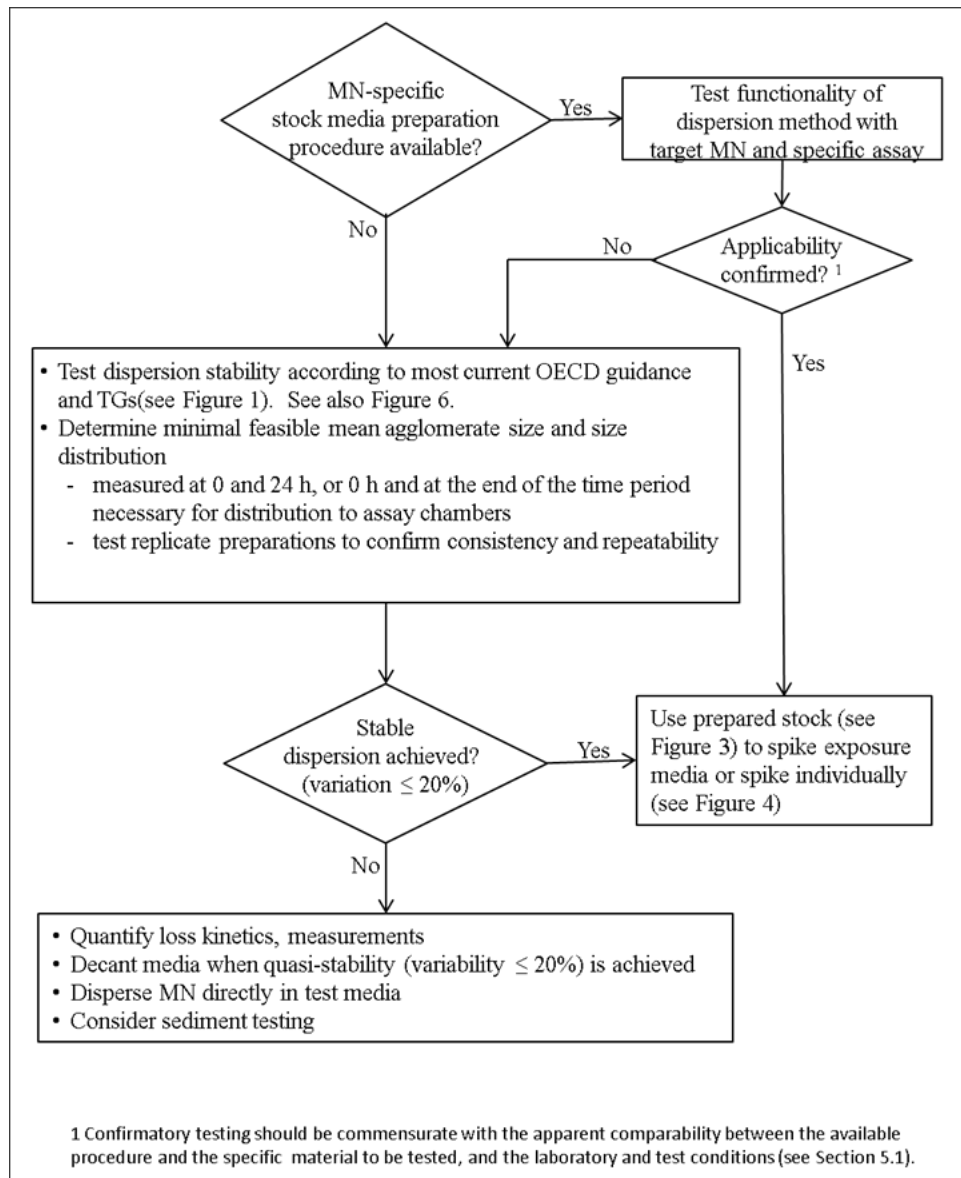 MN-specific
stock media preparation
procedure available?
Yes
Test functionality of
dispersion method with
target MN and specific assay
No
No
Applicability
confirmed? 1
Yes
• Test dispersion stability according to most current OECD guidance
and TGs(see Figure 1). See also Figure 6.
• Determine minimal feasible mean agglomerate size and size
distribution
- measured at 0 and 24 h, or 0 h and at the end of the time period
necessary for distribution to assay chambers
- test replicate preparations to confirm consistency and repeatability
Stable
dispersion achieved?
(variation ≤ 20%)
Yes
Use prepared stock (see
Figure 3) to spike exposure
media or spike individually
(see Figure 4)
No
• Quantify loss kinetics, measurements
• Decant media when quasi-stability (variability ≤ 20%) is achieved
• Disperse MN directly in test media
• Consider sediment testing
1 Confirmatory testing should be commensurate with the apparent comparability between the available
procedure and the specific material to be tested, and the laboratory and test conditions (see Section 5.1).